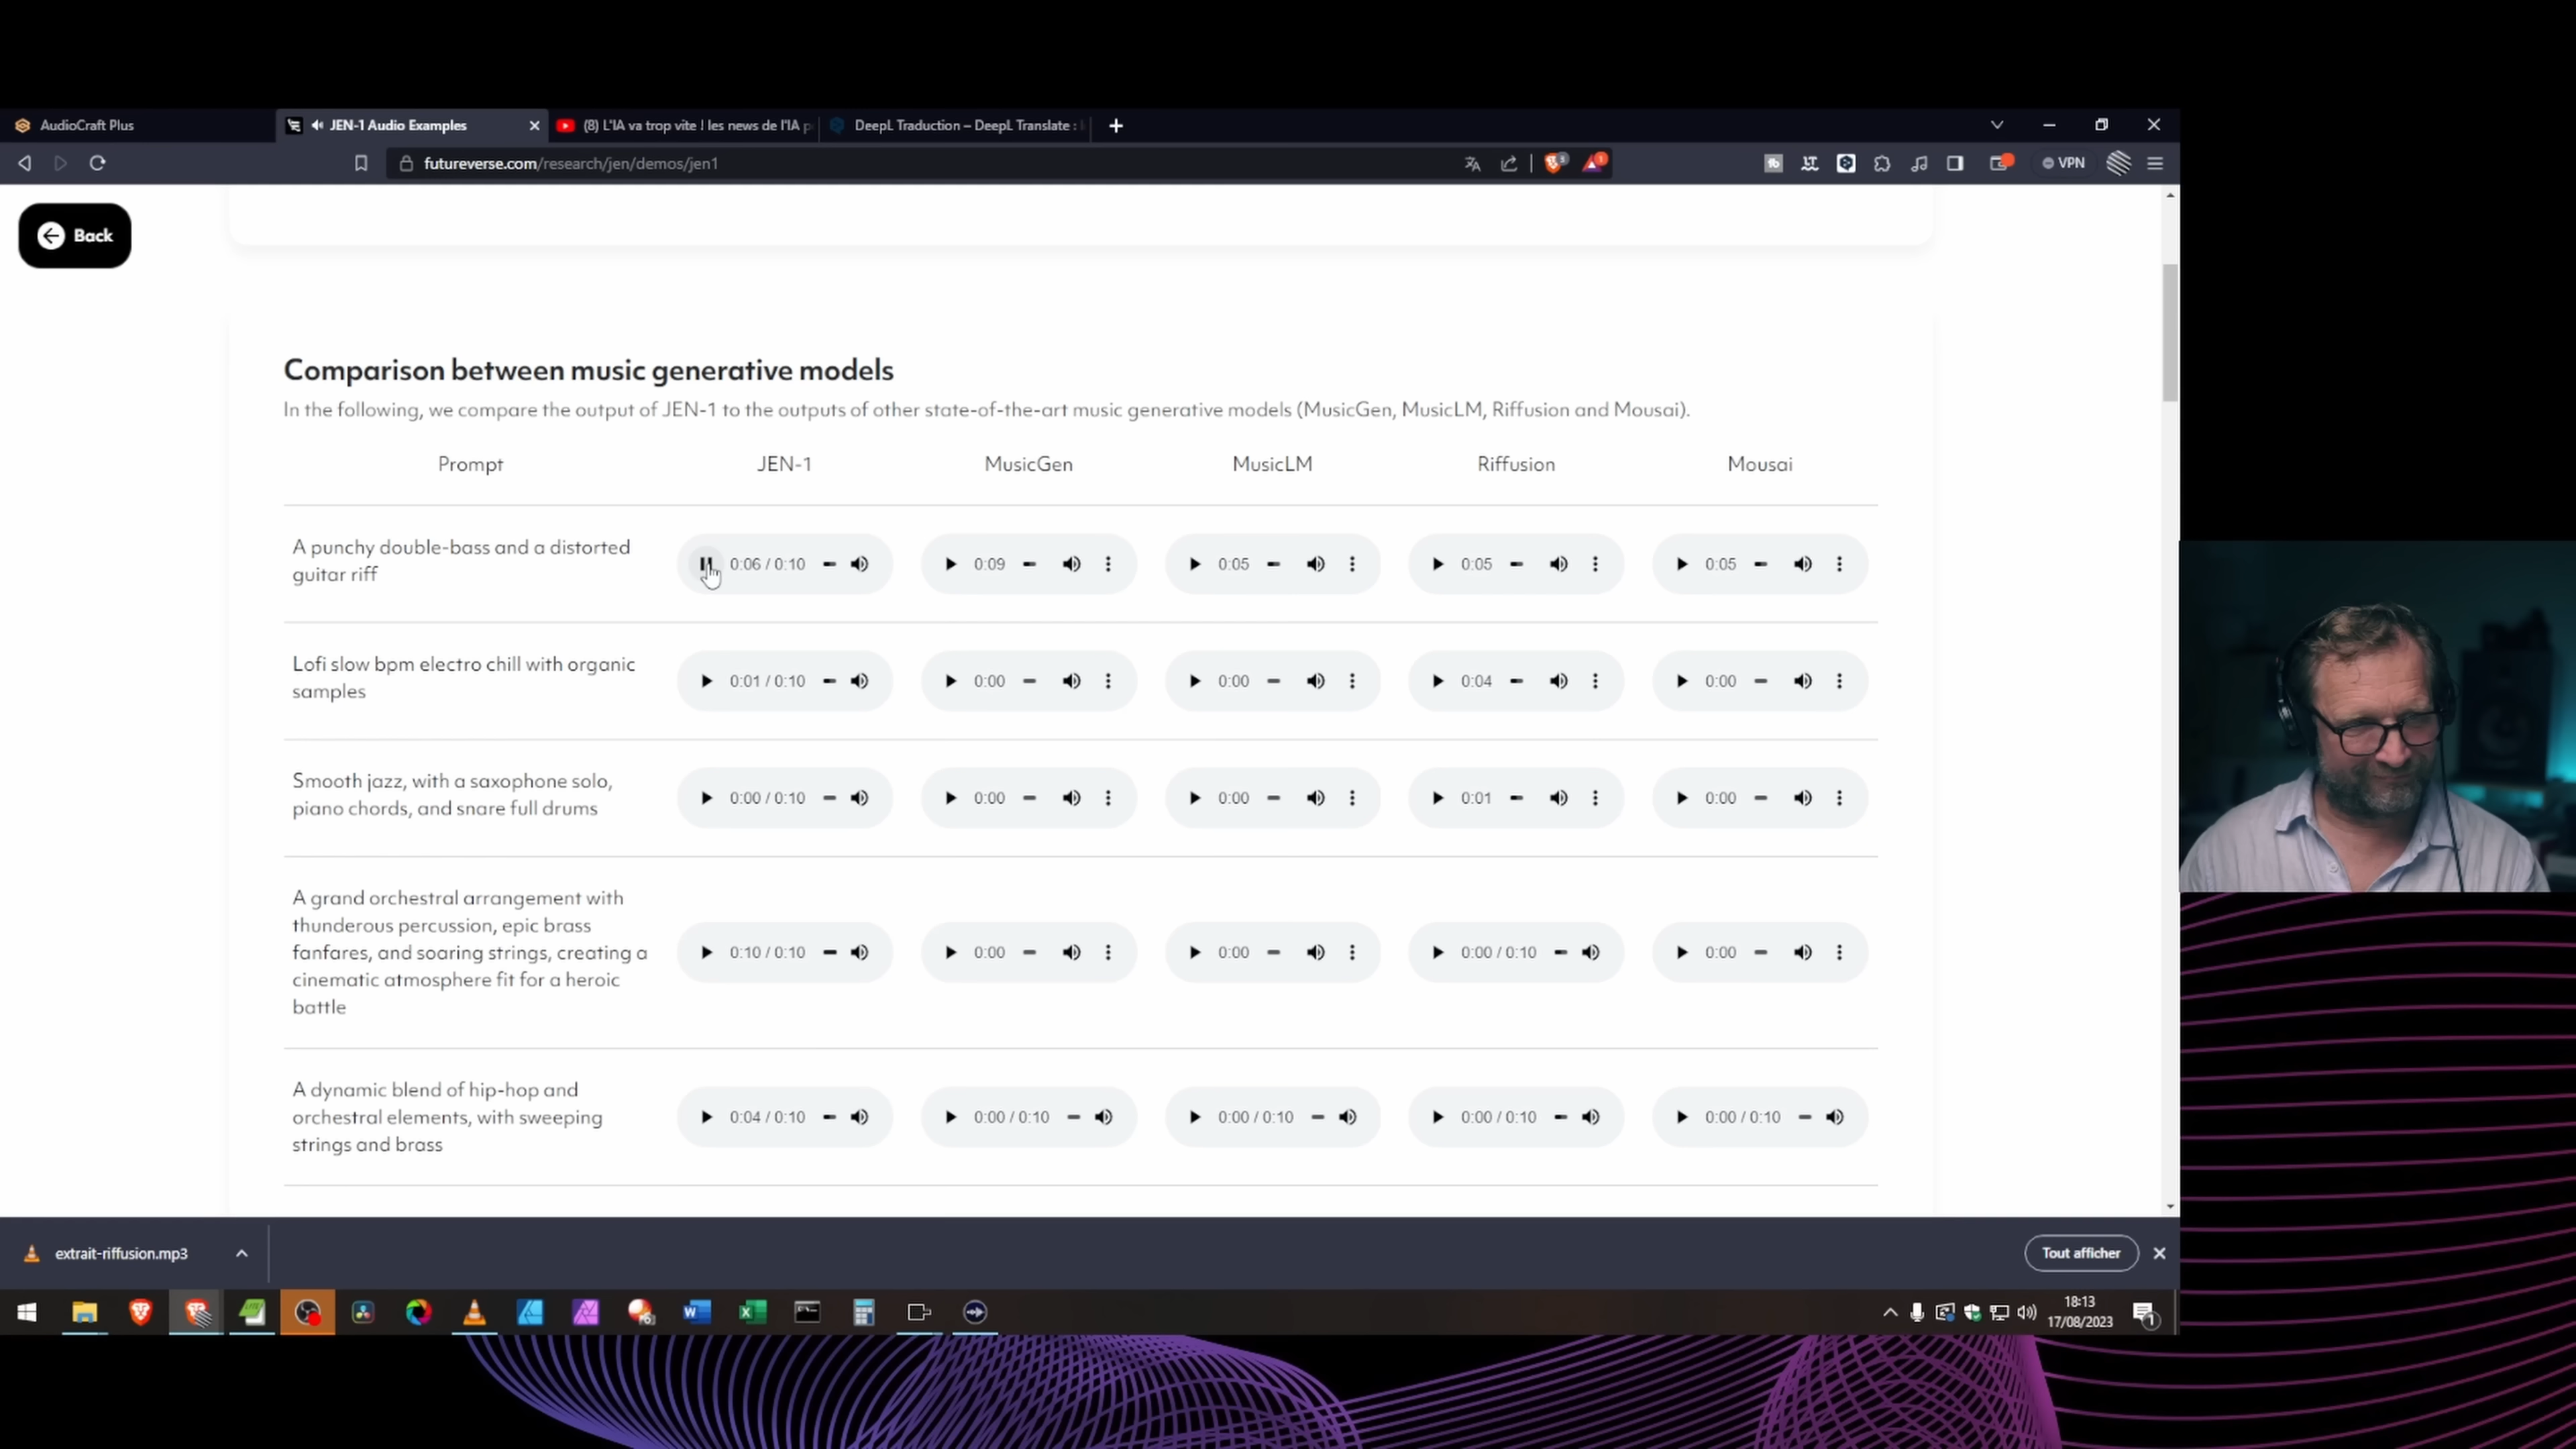 AudioCraft Plus
JEN-1 Audio Examples
(8) L'IA va trop vite ! les news de l'IA p
DeepL Traduction – DeepL Translate :
futureverse.com/research/jen/demos/jen1
VPN
Back
Comparison between music generative models
In the following, we compare the output of JEN-1 to the outputs of other state-of-the-art music generative models (MusicGen, MusicLM, Riffusion and Mousai).
Prompt JEN-1 MusicGen MusicLM Riffusion Mousai
A punchy double-bass and a distorted
guitar riff
0:06 / 0:10 0:09 0:05 0:05 0:05
Lofi slow bpm electro chill with organic
samples
0:01 / 0:10 0:00 0:00 0:04 0:00
Smooth jazz, with a saxophone solo,
piano chords, and snare full drums
0:00 / 0:10 0:00 0:00 0:01 0:00
A grand orchestral arrangement with
thunderous percussion, epic brass
fanfares, and soaring strings, creating a
cinematic atmosphere fit for a heroic
battle
0:10 / 0:10 0:00 0:00 0:00 / 0:10 0:00
A dynamic blend of hip-hop and
orchestral elements, with sweeping
strings and brass
0:04 / 0:10 0:00 / 0:10 0:00 / 0:10 0:00 / 0:10 0:00 / 0:10
extrait-riffusion.mp3
Tout afficher
18:13
17/08/2023